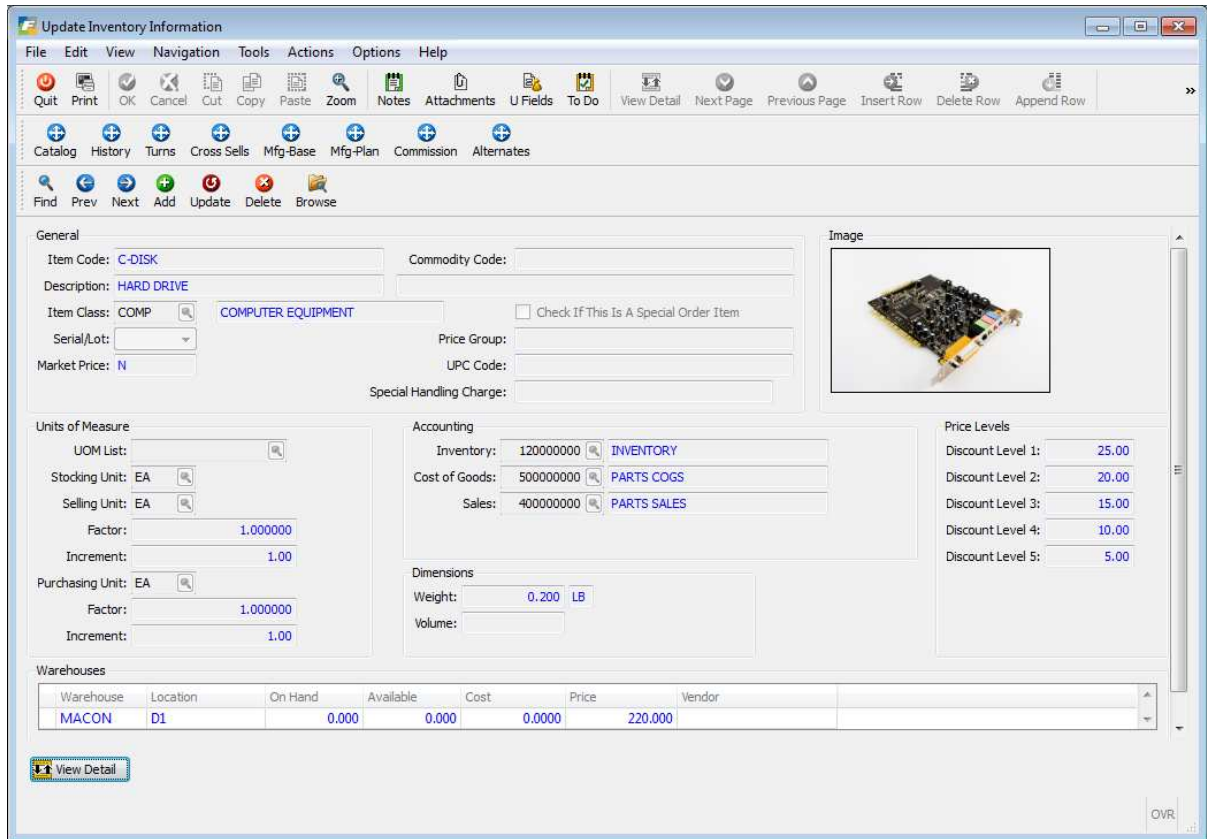 Update Inventory Information
File Edit View Navigation Tools Actions Options Help
Quit Print OK Cancel Cut Copy Paste Zoom Notes Attachments U Fields To Do View Detail Next Page Previous Page Insert Row Delete Row Append Row »
Catalog History Turns Cross Sells Mfg-Base Mfg-Plan Commission Alternates
Find Prev Next Add Update Delete Browse
General
Item Code: C-DISK Commodity Code:
Description: HARD DRIVE
Item Class: COMP COMPUTER EQUIPMENT Check If This Is A Special Order Item
Serial/Lot: Price Group:
Market Price: N UPC Code:
Special Handling Charge:
Image
Units of Measure
UOM List:
Stocking Unit: EA
Selling Unit: EA
Factor: 1.000000
Increment: 1.00
Purchasing Unit: EA
Factor: 1.000000
Increment: 1.00
Accounting
Inventory: 120000000 INVENTORY
Cost of Goods: 500000000 PARTS COGS
Sales: 400000000 PARTS SALES
Dimensions
Weight: 0.200 LB
Volume:
Price Levels
Discount Level 1: 25.00
Discount Level 2: 20.00
Discount Level 3: 15.00
Discount Level 4: 10.00
Discount Level 5: 5.00
Warehouses
Warehouse Location On Hand Available Cost Price Vendor
MACON D1 0.000 0.000 0.0000 220.000
View Detail
OVR